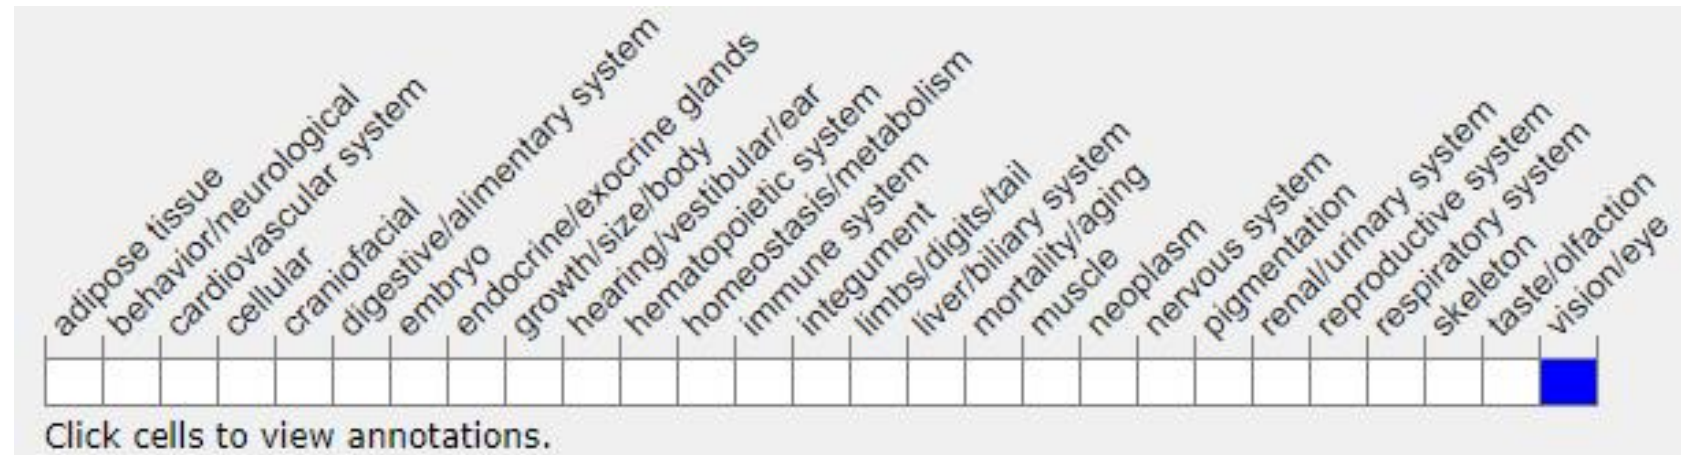 adipose tissue
behavior/neurological
cardiovascular system
cellular
craniofacial
digestive/alimentary system
embryo
endocrine/exocrine glands
growth/size/body
hearing/vestibular/ear
hematopoietic system
homeostasis/metabolism
immune system
integument
limbs/digits/tail
liver/biliary system
mortality/aging
muscle
neoplasm
nervous system
pigmentation
renal/urinary system
reproductive system
respiratory system
skeleton
taste/olfaction
vision/eye
Click cells to view annotations.